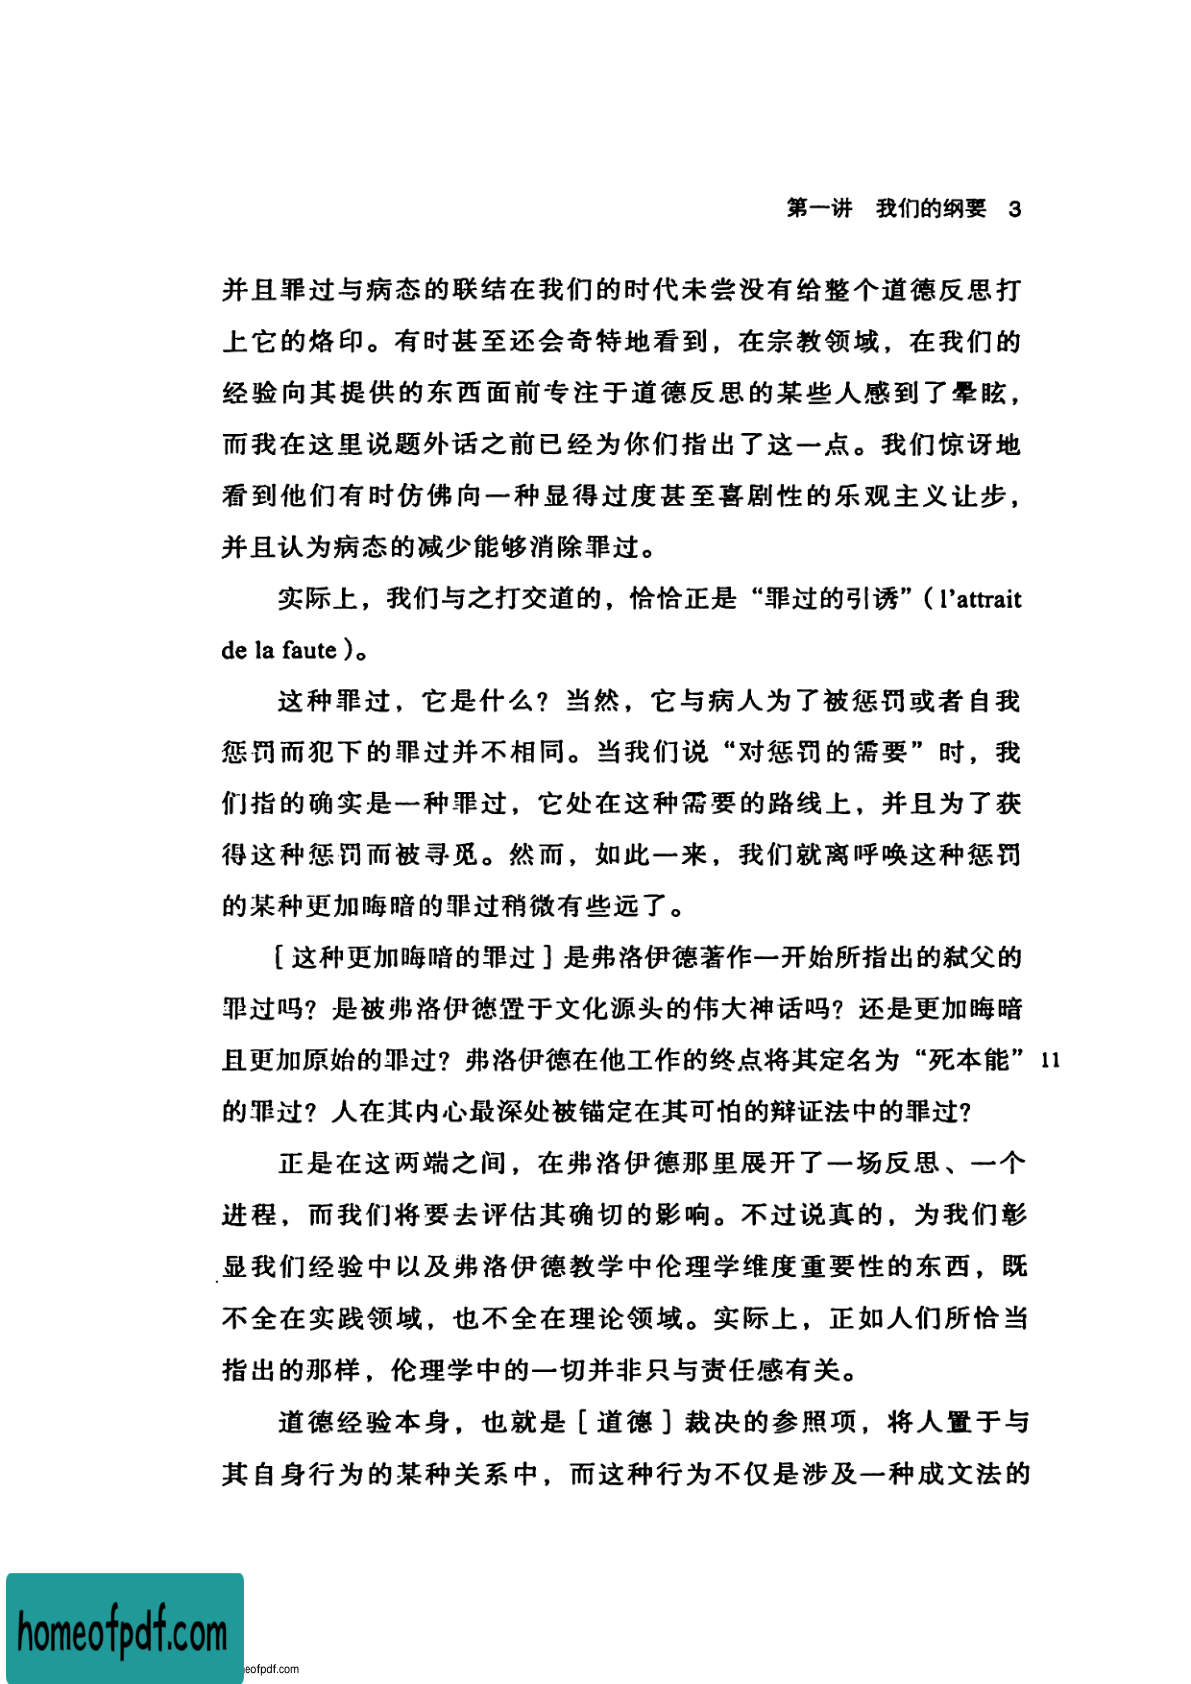 第一讲 我们的纲要 3
并且罪过与病态的联结在我们的时代未尝没有给整个道德反思打
上它的烙印。有时甚至还会奇特地看到，在宗教领域，在我们的
经验向其提供的东西面前专注于道德反思的某些人感到了晕眩，
而我在这里说题外话之前已经为你们指出了这一点。我们惊讶地
看到他们有时仿佛向一种显得过度甚至喜剧性的乐观主义让步，
并且认为病态的减少能够消除罪过。
实际上，我们与之打交道的，恰恰正是“罪过的引诱”（l’attrait
de la faute）。
这种罪过，它是什么？当然，它与病人为了被惩罚或者自我
惩罚而犯下的罪过并不相同。当我们说“对惩罚的需要”时，我
们指的确实是一种罪过，它处在这种需要的路线上，并且为了获
得这种惩罚而被寻觅。然而，如此一来，我们就离呼唤这种惩罚
的某种更加晦暗的罪过稍微有些远了。
［这种更加晦暗的罪过］是弗洛伊德著作一开始所指出的弑父的
罪过吗？是被弗洛伊德置于文化源头的伟大神话吗？还是更加晦暗
且更加原始的罪过？弗洛伊德在他工作的终点将其定名为“死本能” 11
的罪过？人在其内心最深处被锚定在其可怕的辩证法中的罪过？
正是在这两端之间，在弗洛伊德那里展开了一场反思、一个
进程，而我们将要去评估其确切的影响。不过说真的，为我们彰
显我们经验中以及弗洛伊德教学中伦理学维度重要性的东西，既
不全在实践领域，也不全在理论领域。实际上，正如人们所恰当
指出的那样，伦理学中的一切并非只与责任感有关。
道德经验本身，也就是［道德］裁决的参照项，将人置于与
其自身行为的某种关系中，而这种行为不仅是涉及一种成文法的
homeofpdf.com
eofpdf.com